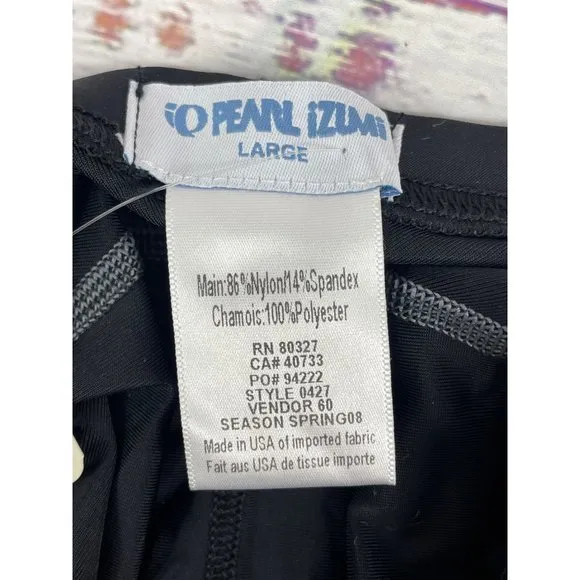 PEARL iZUMi
LARGE
Main:86%Nylon/14%Spandex
Chamois:100%Polyester
RN 80327
CA# 40733
PO# 94222
STYLE 0427
VENDOR 60
SEASON SPRING08
Made in USA of imported fabric
Fait aus USA de tissue importe